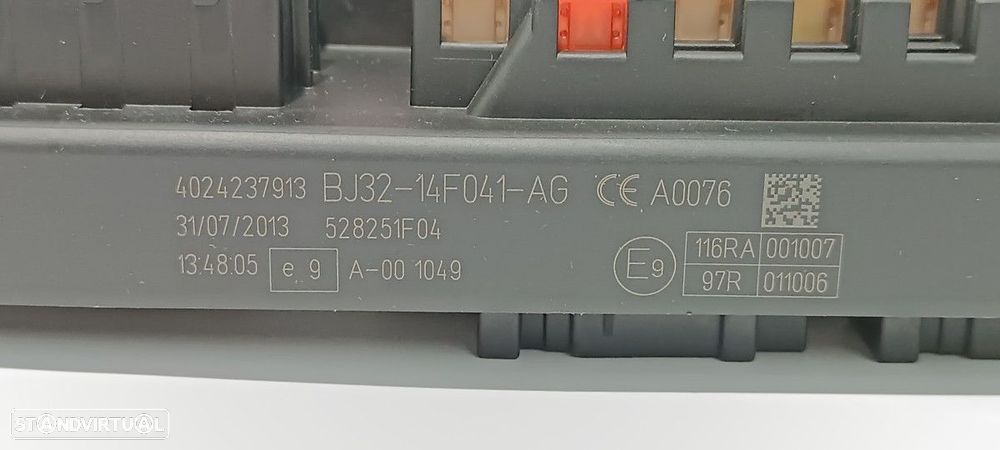 4024237913 BJ32-14F041-AG CE A0076
31/07/2013 528251F04
13:48:05 e 9 A-00 1049
E9 116RA 001007
97R 011006
STANDVIRTUAL